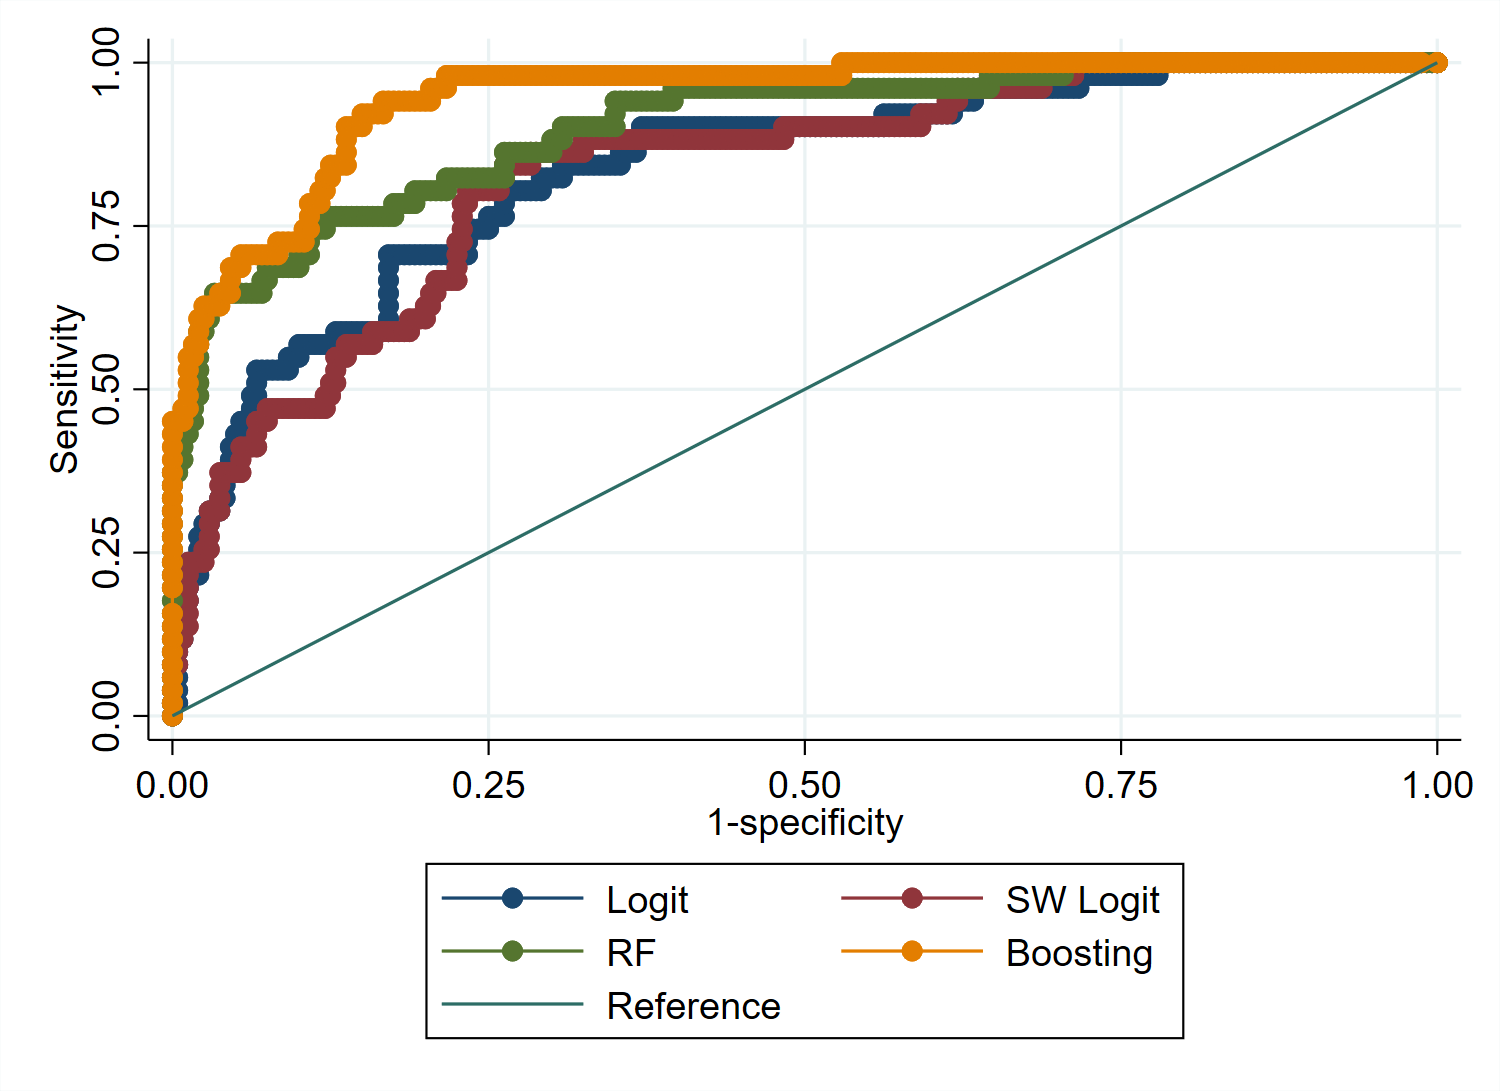 Sensitivity
1.00
0.75
0.50
0.25
0.00
0.00 0.25 0.50 0.75 1.00
1-specificity
Logit SW Logit
RF Boosting
Reference